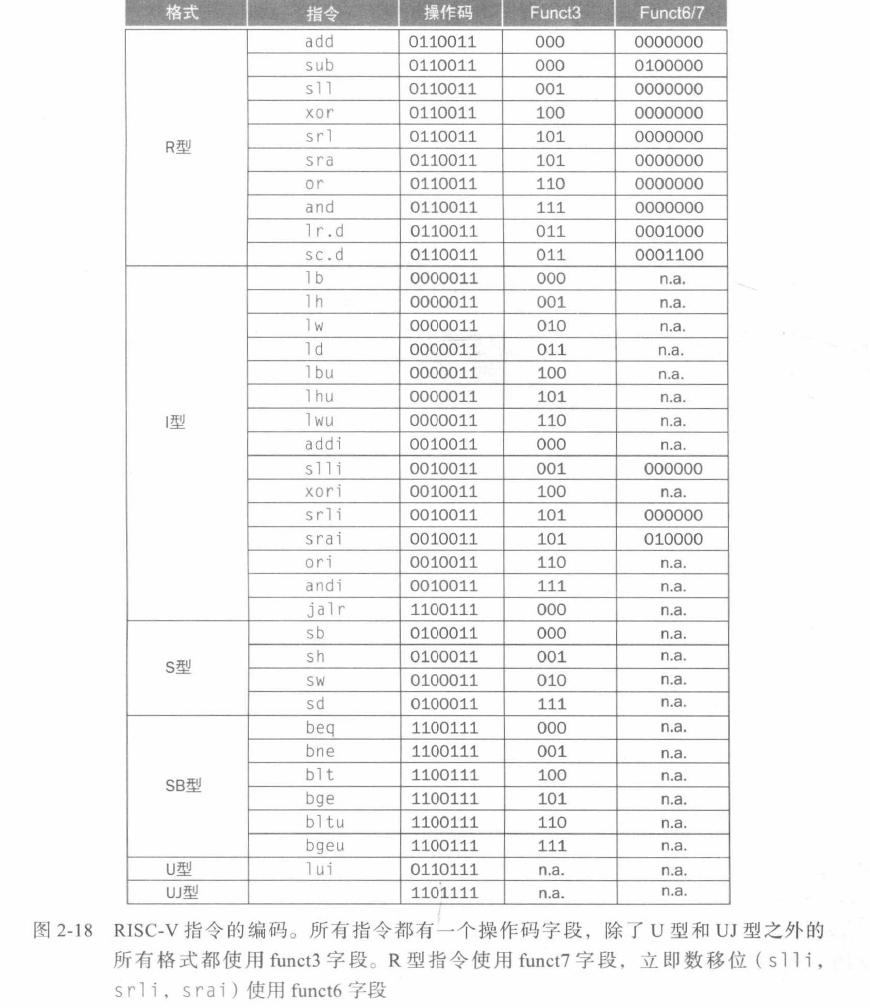 格式 指令 操作码 Funct3 Funct6/7
R型
add 0110011 000 0000000
sub 0110011 000 0100000
sll 0110011 001 0000000
xor 0110011 100 0000000
srl 0110011 101 0000000
sra 0110011 101 0000000
or 0110011 110 0000000
and 0110011 111 0000000
lr.d 0110011 011 0001000
sc.d 0110011 011 0001100
I型
lb 0000011 000 n.a.
lh 0000011 001 n.a.
lw 0000011 010 n.a.
ld 0000011 011 n.a.
lbu 0000011 100 n.a.
lhu 0000011 101 n.a.
lwu 0000011 110 n.a.
addi 0010011 000 n.a.
slli 0010011 001 000000
xori 0010011 100 n.a.
srli 0010011 101 000000
srai 0010011 101 010000
ori 0010011 110 n.a.
andi 0010011 111 n.a.
jalr 1100111 000 n.a.
S型
sb 0100011 000 n.a.
sh 0100011 001 n.a.
sw 0100011 010 n.a.
sd 0100011 111 n.a.
SB型
beq 1100111 000 n.a.
bne 1100111 001 n.a.
blt 1100111 100 n.a.
bge 1100111 101 n.a.
bltu 1100111 110 n.a.
bgeu 1100111 111 n.a.
U型 lui 0110111 n.a. n.a.
UJ型 1101111 n.a. n.a.
图 2-18 RISC-V 指令的编码。所有指令都有一个操作码字段，除了 U 型和 UJ 型之外的
所有格式都使用 funct3 字段。R 型指令使用 funct7 字段，立即数移位（slli，
srli，srai）使用 funct6 字段